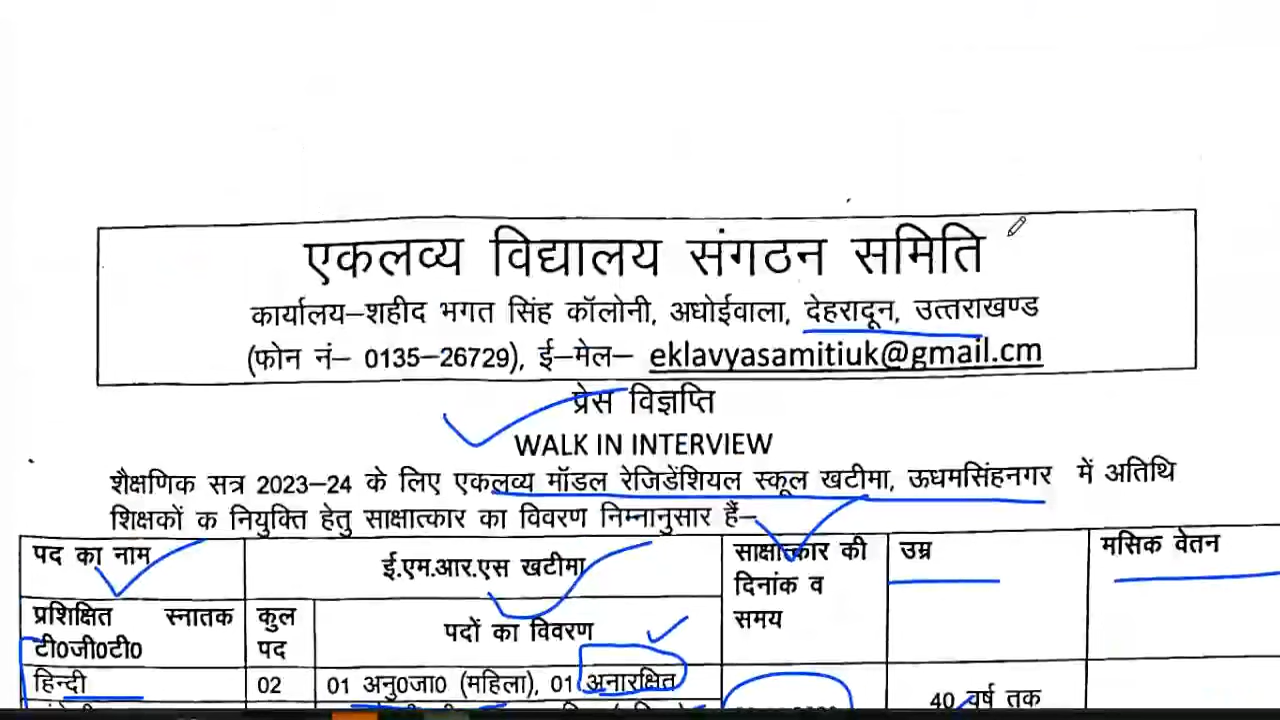 एकलव्य विद्यालय संगठन समिति
कार्यालय–शहीद भगत सिंह कॉलोनी, अधोईवाला, देहरादून, उत्तराखण्ड
(फोन नं– 0135–26729), ई–मेल– eklavyasamitiuk@gmail.cm
प्रेस विज्ञप्ति
WALK IN INTERVIEW
शैक्षणिक सत्र 2023–24 के लिए एकलव्य मॉडल रेजिडेंशियल स्कूल खटीमा, ऊधमसिंहनगर में अतिथि
शिक्षकों क नियुक्ति हेतु साक्षात्कार का विवरण निम्नानुसार हैं–
पद का नाम
ई.एम.आर.एस खटीमा
साक्षात्कार की
दिनांक व
समय
उम्र
मसिक वेतन
प्रशिक्षित स्नातक
टी0जी0टी0
कुल
पद
पदों का विवरण
हिन्दी 02 01 अनु0जा0 (महिला), 01 अनारक्षित
40 वर्ष तक